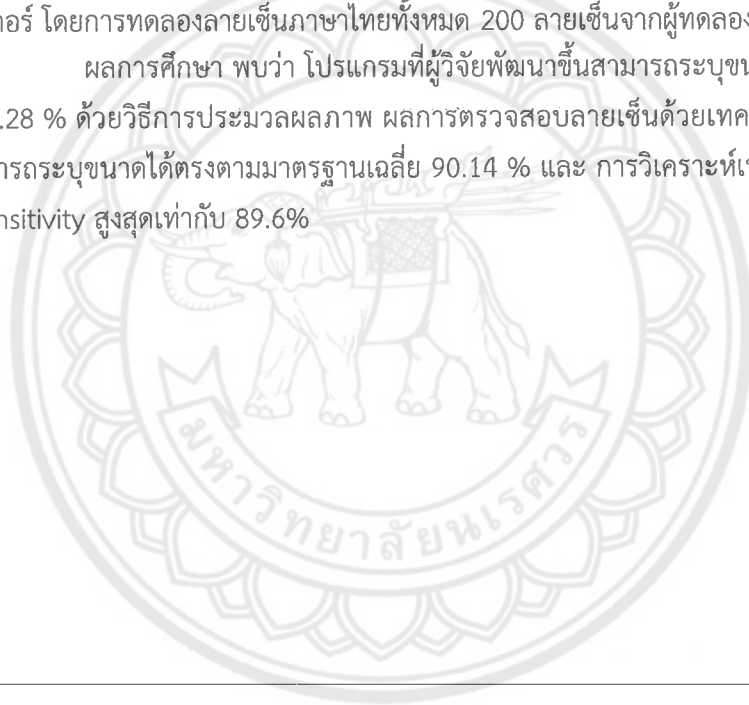 อร์ โดยการทดลองลายเซ็นภาษาไทยทั้งหมด 200 ลายเซ็นจากผู้ทดลอง
ผลการศึกษา พบว่า โปรแกรมที่ผู้วิจัยพัฒนาขึ้นสามารถระบุขน
.28 % ด้วยวิธีการประมวลผลภาพ ผลการตรวจสอบลายเซ็นด้วยเทค
ารถระบุขนาดได้ตรงตามมาตรฐานเฉลี่ย 90.14 % และ การวิเคราะห์เ
nsitivity สูงสุดเท่ากับ 89.6%
มหาวิทยาลัยนเรศวร